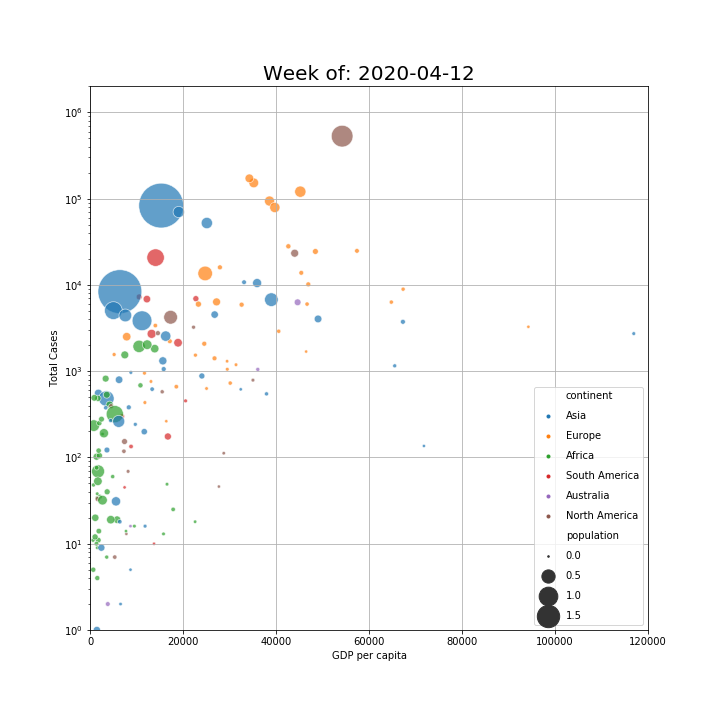 Week of: 2020-04-12
10⁶
10⁵
10⁴
10³
10²
10¹
10⁰
Total Cases
0
20000
40000
60000
80000
100000
120000
GDP per capita
continent
Asia
Europe
Africa
South America
Australia
North America
population
0.0
0.5
1.0
1.5